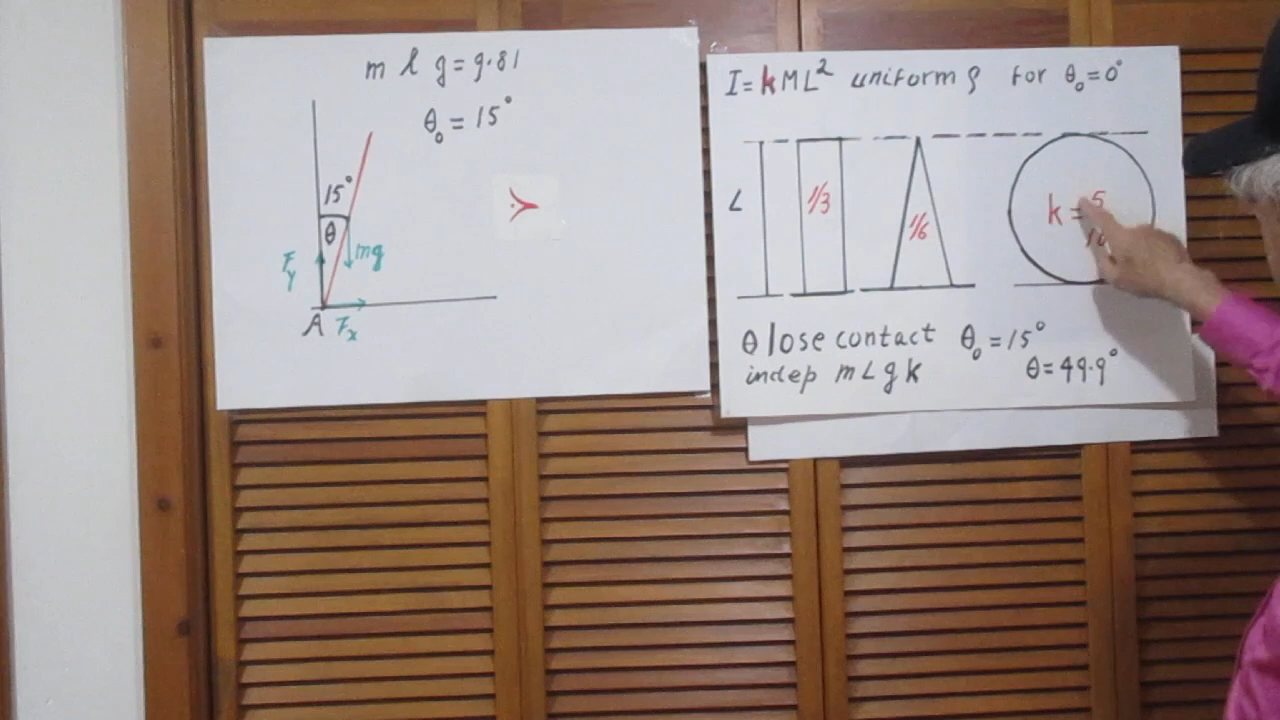 m l g = 9.81
θ₀ = 15°
15°
θ
mg
Fy
A Fx
I = kML² uniform ρ for θ₀ = 0°
L
1/3
1/6
k = 5
θ lose contact θ₀ = 15°
indep m L g k θ = 49.9°